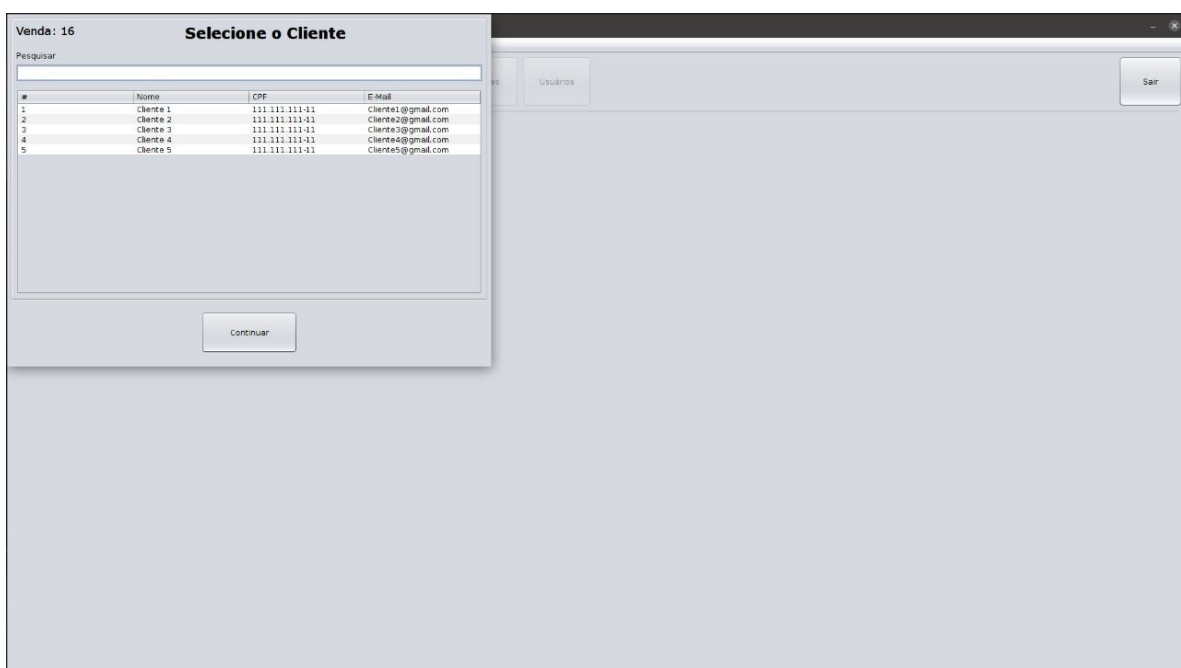 Venda: 16 Selecione o Cliente
Pesquisar
es Usuários Sair
# Nome CPF E-Mail
1 Cliente 1 111.111.111-11 Cliente1@gmail.com
2 Cliente 2 111.111.111-11 Cliente2@gmail.com
3 Cliente 3 111.111.111-11 Cliente3@gmail.com
4 Cliente 4 111.111.111-11 Cliente4@gmail.com
5 Cliente 5 111.111.111-11 Cliente5@gmail.com
Continuar